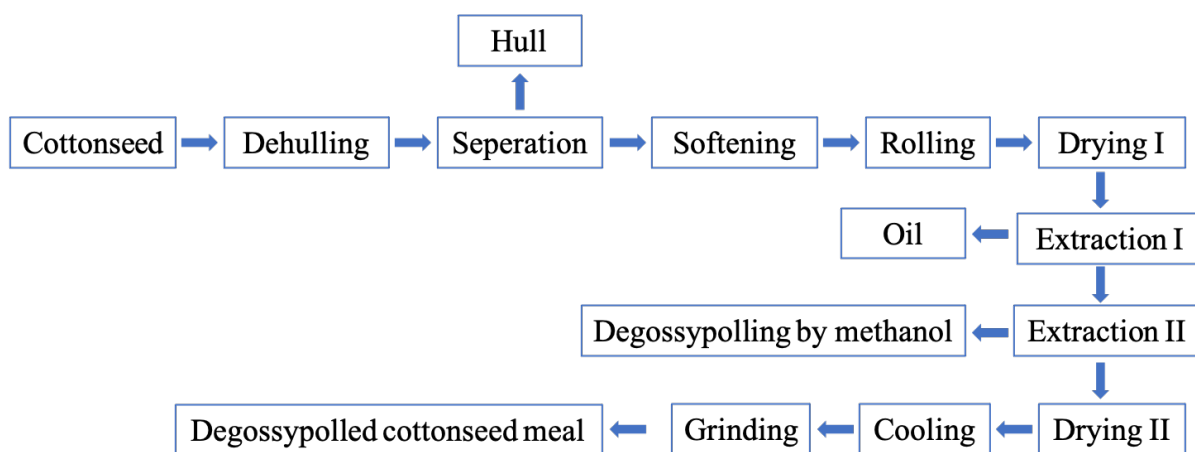 Hull
Cottonseed
Dehulling
Seperation
Softening
Rolling
Drying I
Oil
Extraction I
Degossypolling by methanol
Extraction II
Degossypolled cottonseed meal
Grinding
Cooling
Drying II